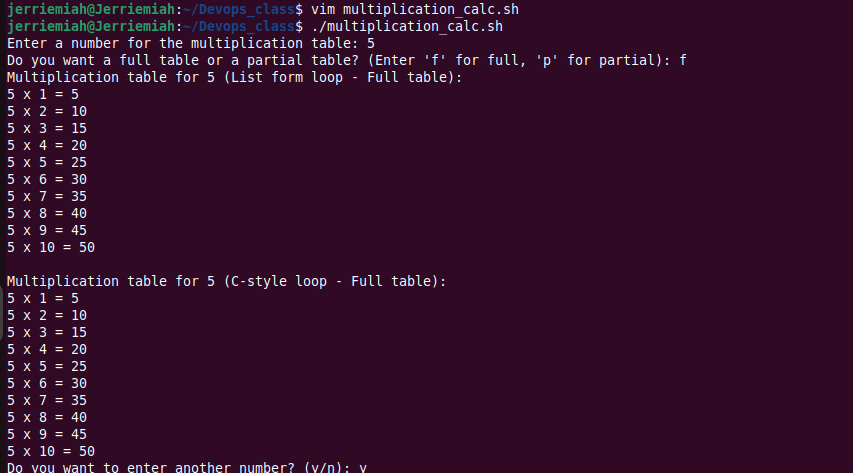 jerriemiah@Jerriemiah:~/Devops_class$ vim multiplication_calc.sh
jerriemiah@Jerriemiah:~/Devops_class$ ./multiplication_calc.sh
Enter a number for the multiplication table: 5
Do you want a full table or a partial table? (Enter 'f' for full, 'p' for partial): f
Multiplication table for 5 (List form loop - Full table):
5 x 1 = 5
5 x 2 = 10
5 x 3 = 15
5 x 4 = 20
5 x 5 = 25
5 x 6 = 30
5 x 7 = 35
5 x 8 = 40
5 x 9 = 45
5 x 10 = 50

Multiplication table for 5 (C-style loop - Full table):
5 x 1 = 5
5 x 2 = 10
5 x 3 = 15
5 x 4 = 20
5 x 5 = 25
5 x 6 = 30
5 x 7 = 35
5 x 8 = 40
5 x 9 = 45
5 x 10 = 50
Do you want to enter another number? (y/n): y